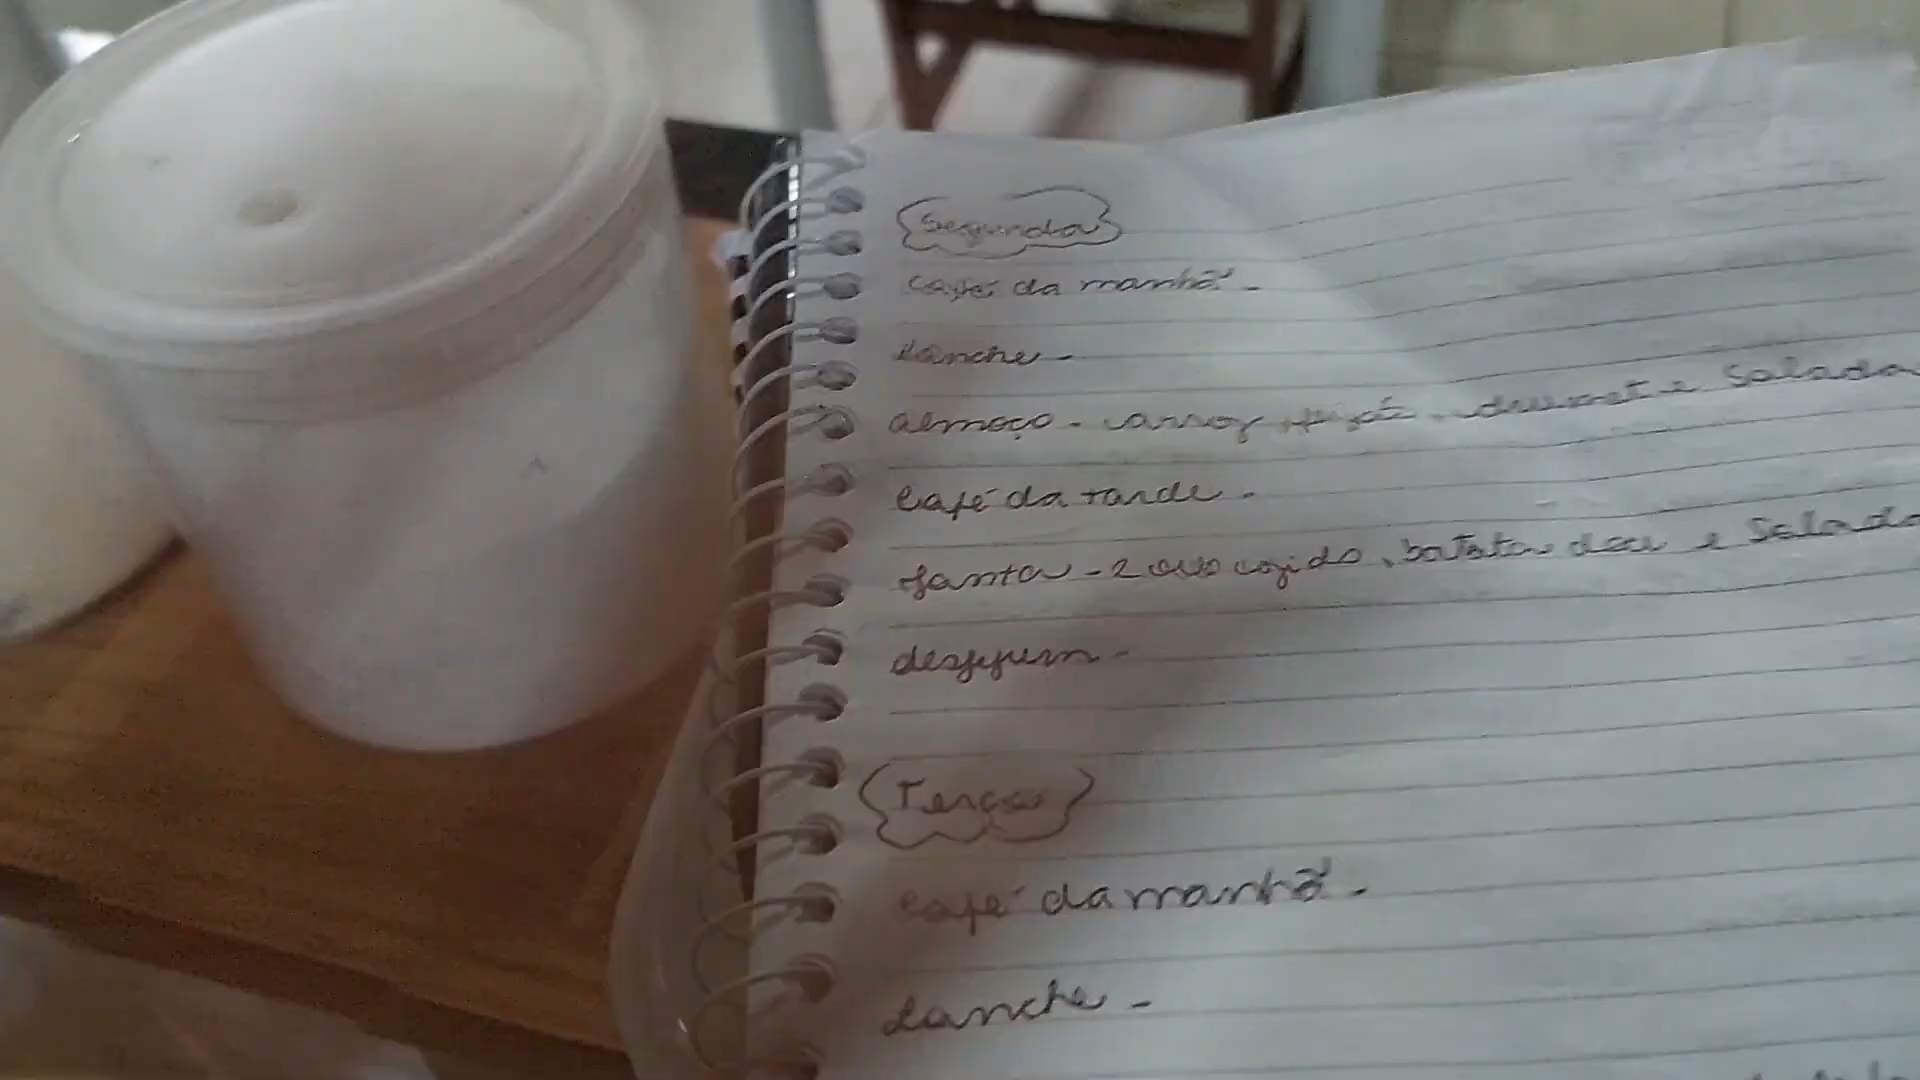 Segunda
café da manhã -
Lanche -
almoço - arroz, feijão, drumet e Salada
Café da tarde -
Janta - 2 ovo cozido, batata doce e Salada
desjejum -
Terça
café da manhã -
Lanche -